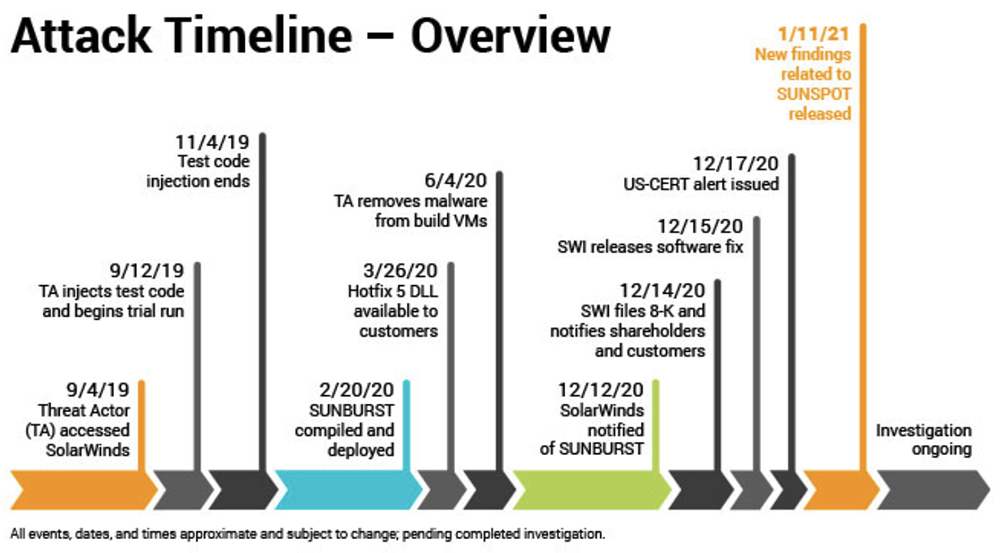 Attack Timeline – Overview
9/4/19
Threat Actor
(TA) accessed
SolarWinds
9/12/19
TA injects test code
and begins trial run
11/4/19
Test code
injection ends
2/20/20
SUNBURST
compiled and
deployed
3/26/20
Hotfix 5 DLL
available to
customers
6/4/20
TA removes malware
from build VMs
12/12/20
SolarWinds
notified
of SUNBURST
12/14/20
SWI files 8-K and
notifies shareholders
and customers
12/15/20
SWI releases software fix
12/17/20
US-CERT alert issued
1/11/21
New findings
related to
SUNSPOT
released
Investigation
ongoing
All events, dates, and times approximate and subject to change; pending completed investigation.